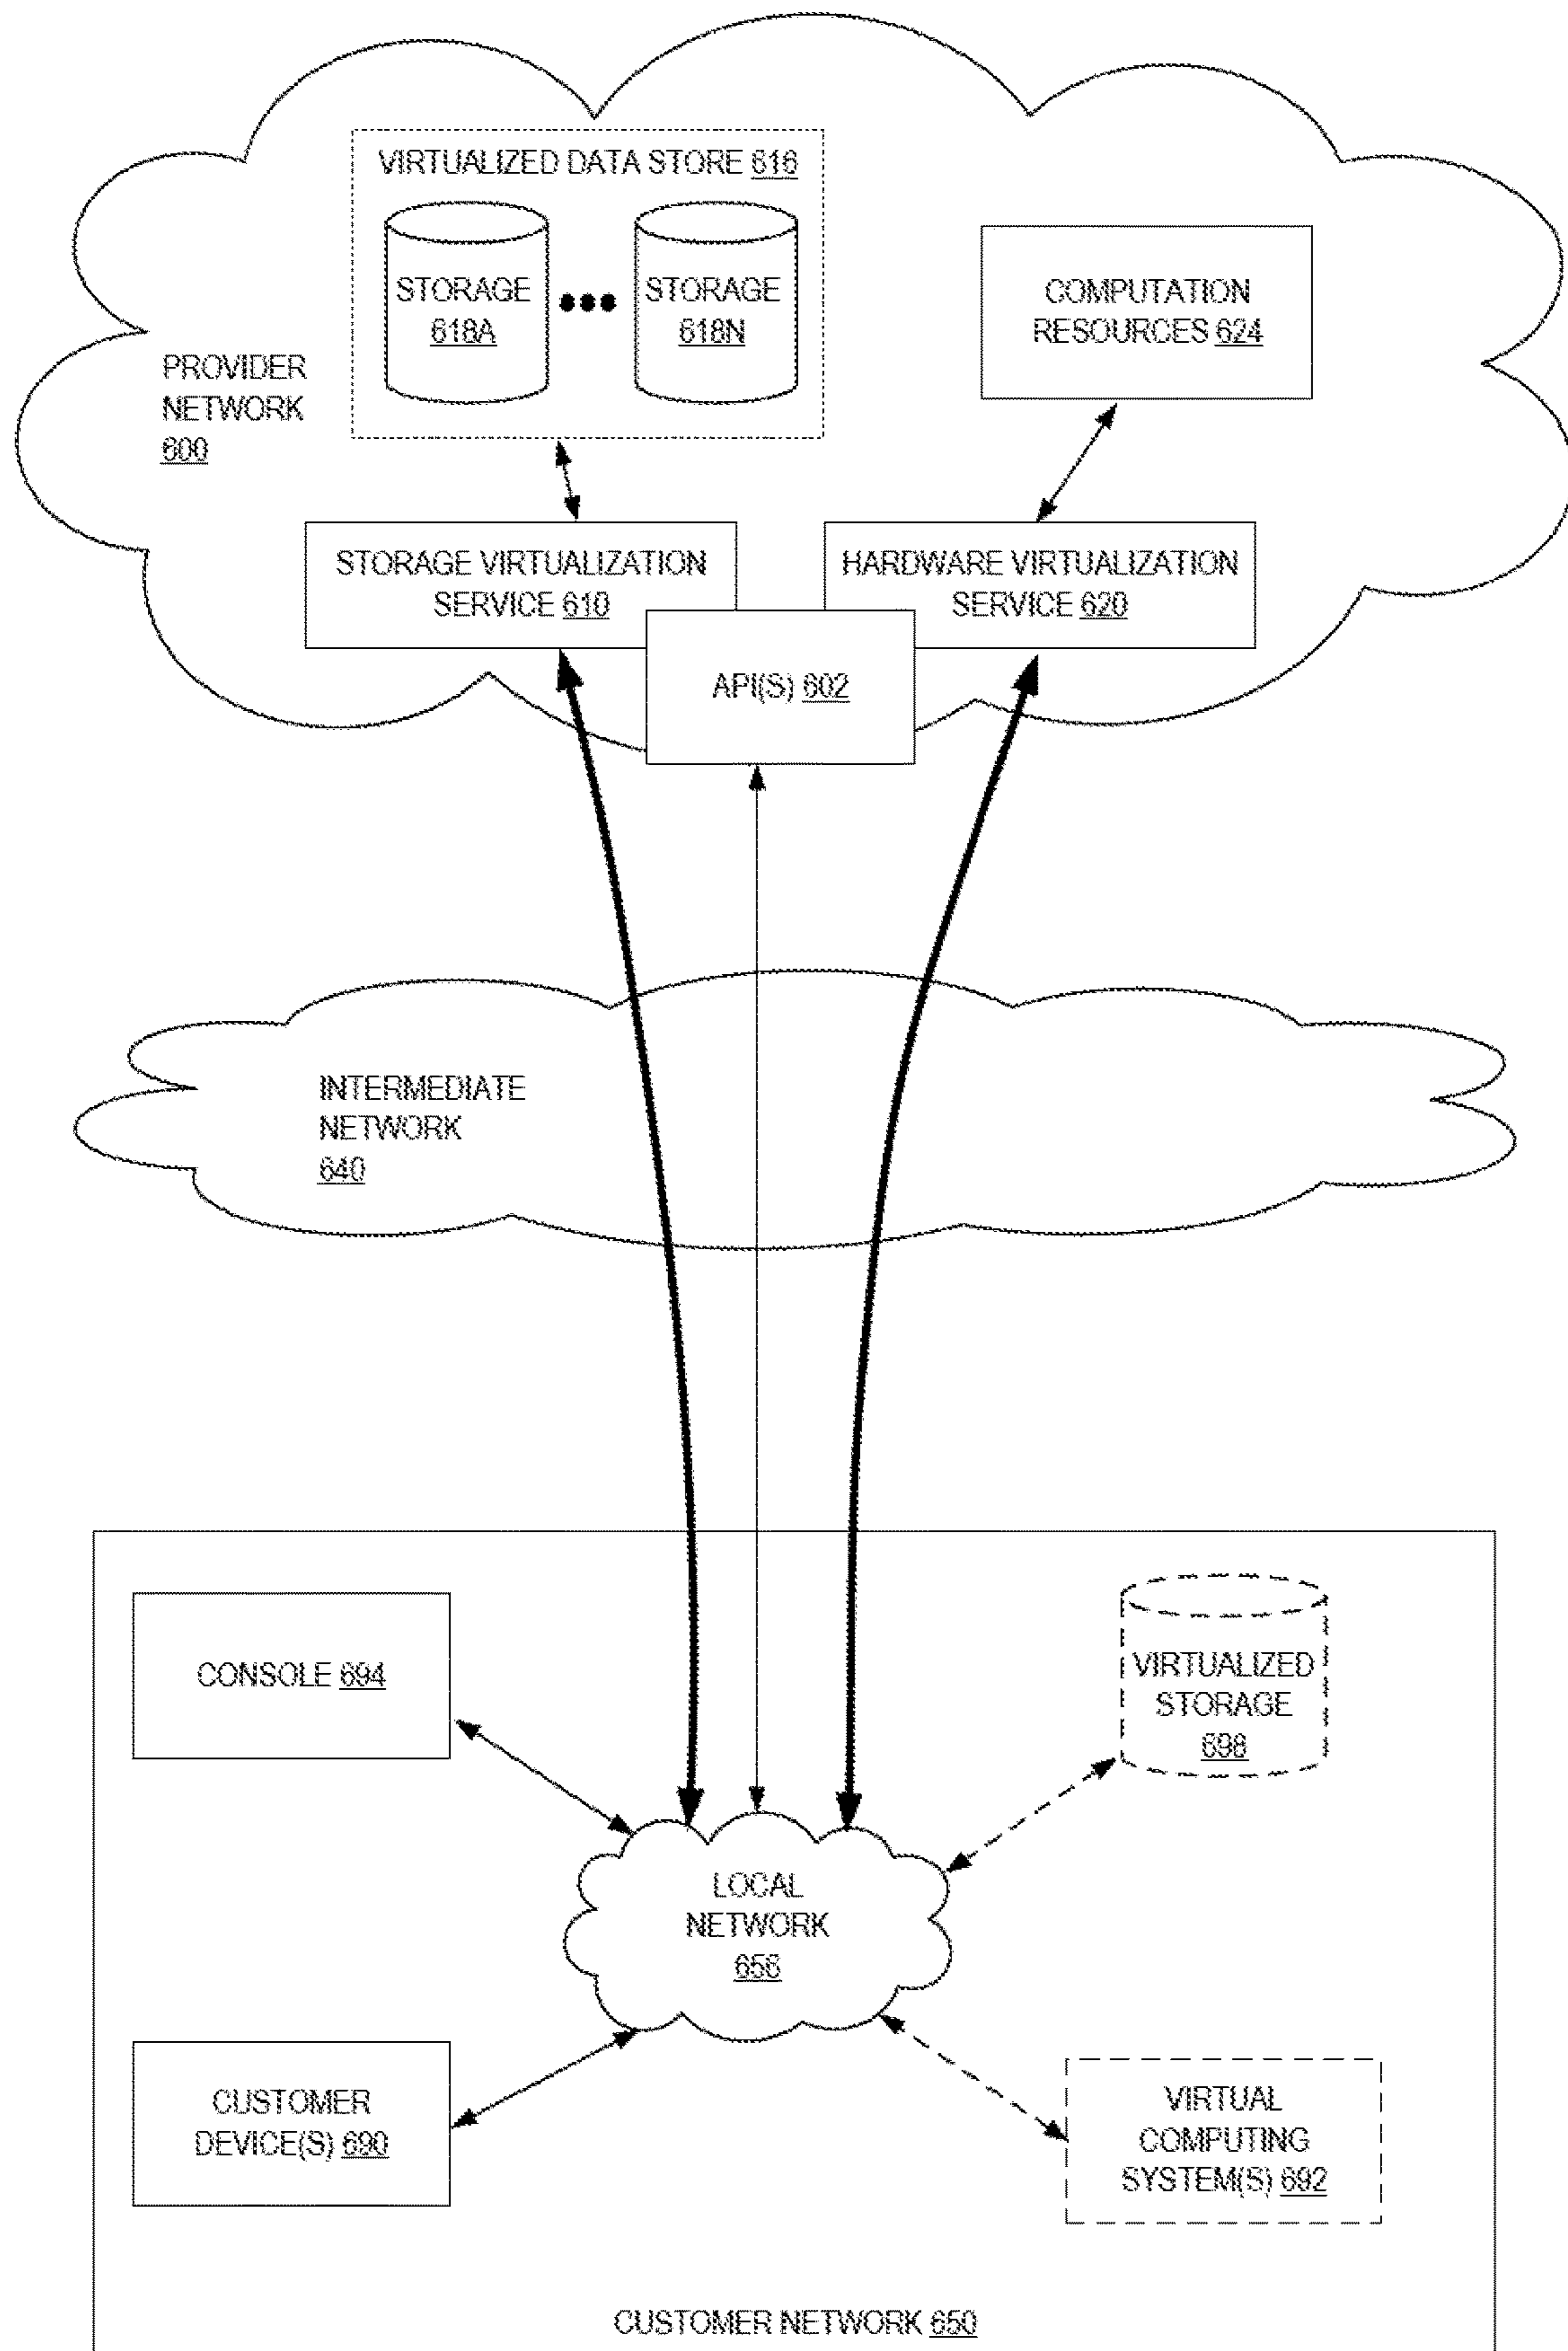 VIRTUALIZED DATA STORE 616
STORAGE
618A
STORAGE
618N
COMPUTATION
RESOURCES 624
PROVIDER
NETWORK
600
STORAGE VIRTUALIZATION
SERVICE 610
HARDWARE VIRTUALIZATION
SERVICE 620
API(S) 602
INTERMEDIATE
NETWORK
640
CONSOLE 694
VIRTUALIZED
STORAGE
698
LOCAL
NETWORK
656
CUSTOMER
DEVICE(S) 690
VIRTUAL
COMPUTING
SYSTEM(S) 692
CUSTOMER NETWORK 650